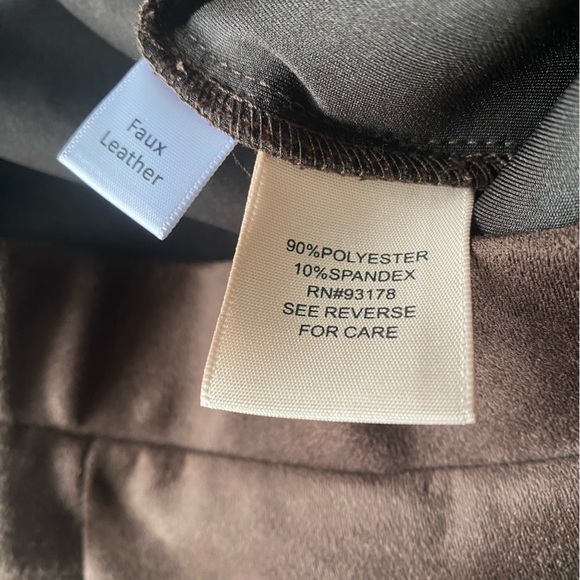 Faux
Leather
90%POLYESTER
10%SPANDEX
RN#93178
SEE REVERSE
FOR CARE